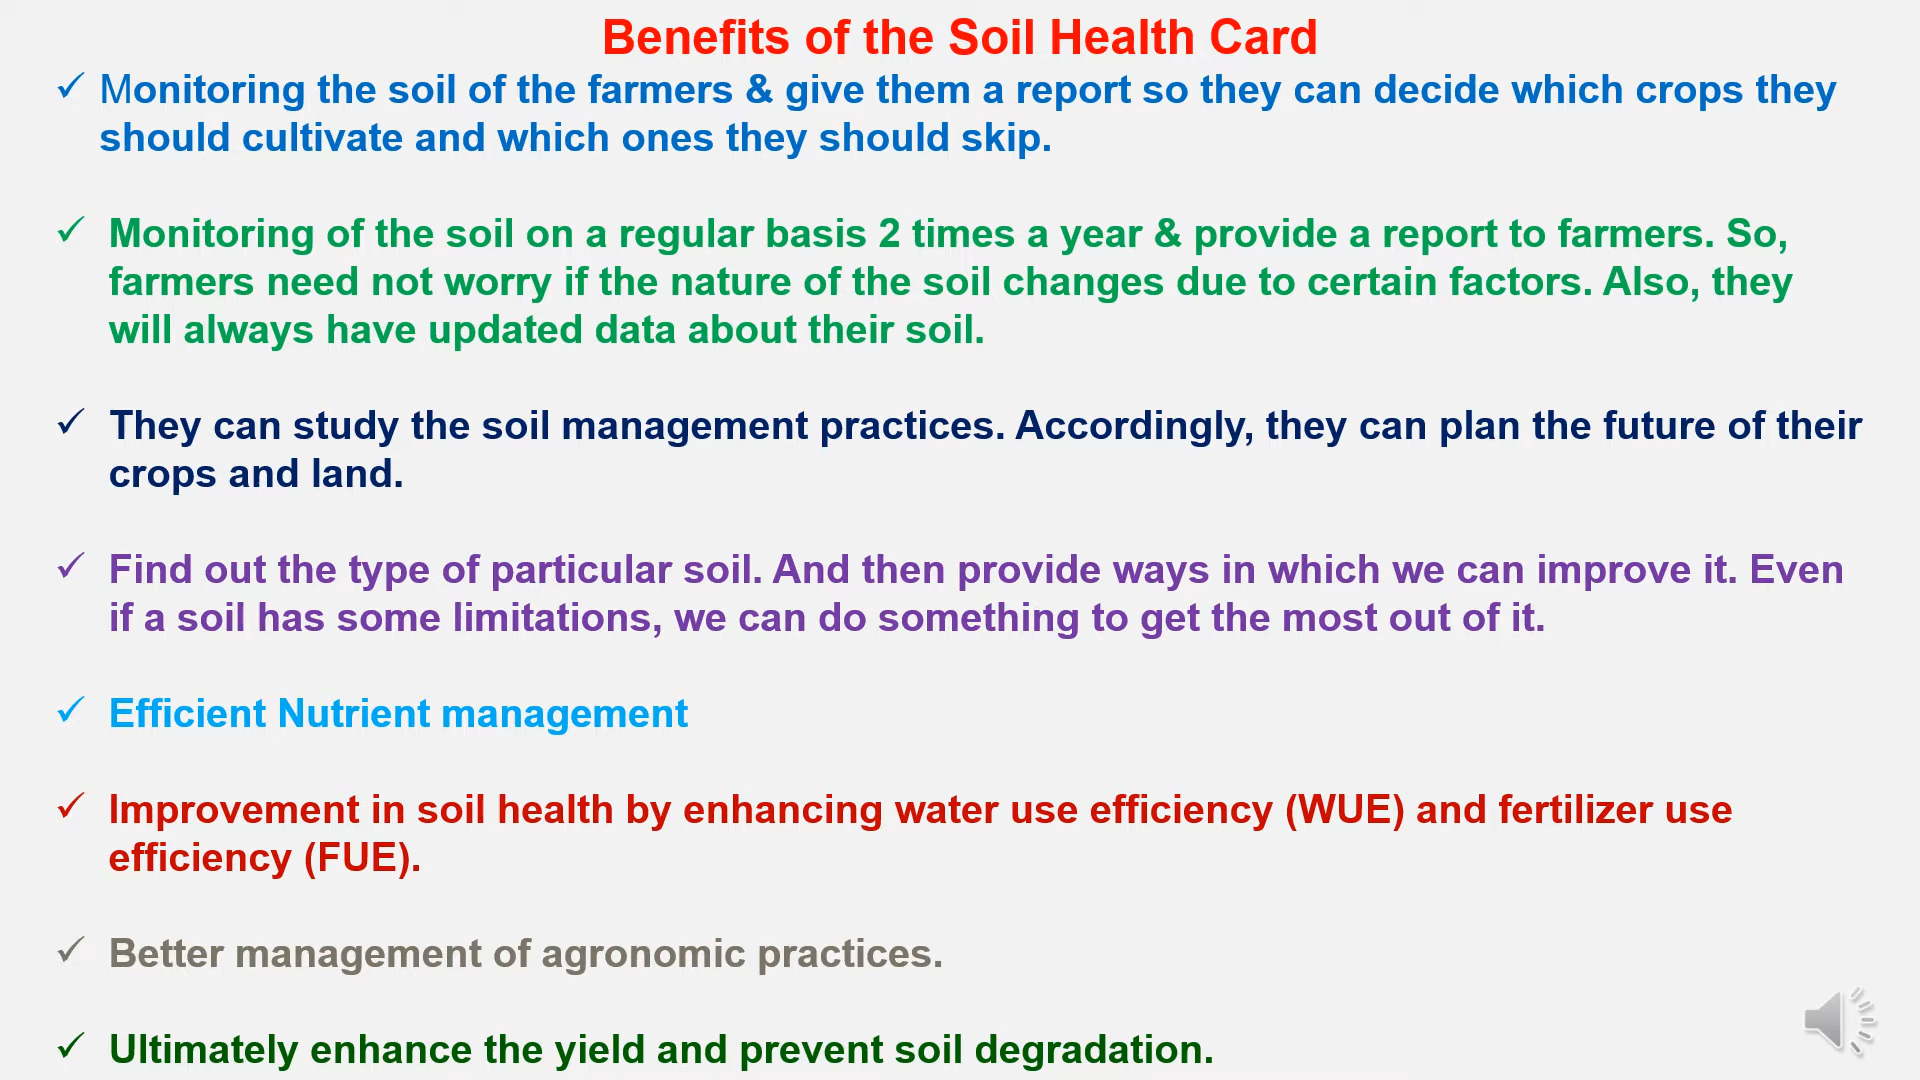 Benefits of the Soil Health Card
✓ Monitoring the soil of the farmers & give them a report so they can decide which crops they
should cultivate and which ones they should skip.
✓ Monitoring of the soil on a regular basis 2 times a year & provide a report to farmers. So,
farmers need not worry if the nature of the soil changes due to certain factors. Also, they
will always have updated data about their soil.
✓ They can study the soil management practices. Accordingly, they can plan the future of their
crops and land.
✓ Find out the type of particular soil. And then provide ways in which we can improve it. Even
if a soil has some limitations, we can do something to get the most out of it.
✓ Efficient Nutrient management
✓ Improvement in soil health by enhancing water use efficiency (WUE) and fertilizer use
efficiency (FUE).
✓ Better management of agronomic practices.
✓ Ultimately enhance the yield and prevent soil degradation.